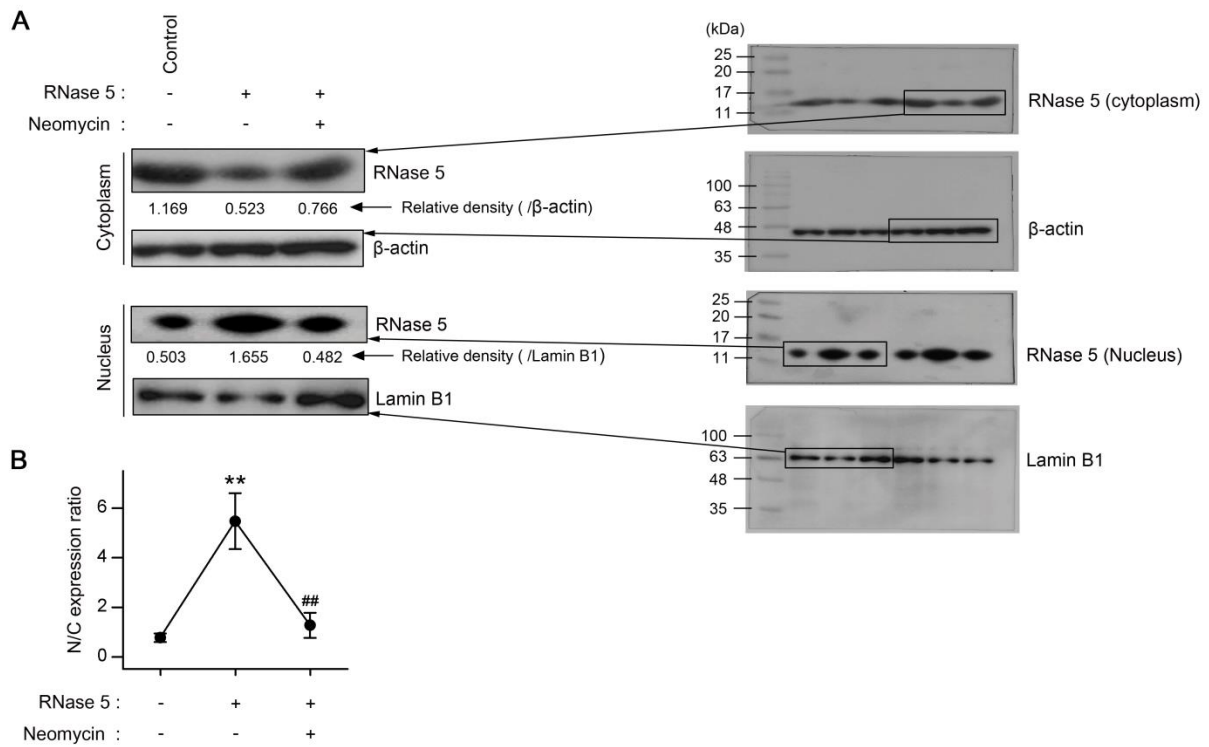 A
Control
RNase 5 : - + +
Neomycin : - - +
Cytoplasm
RNase 5
1.169 0.523 0.766 Relative density ( /β-actin)
β-actin
Nucleus
RNase 5
0.503 1.655 0.482 Relative density ( /Lamin B1)
Lamin B1
(kDa)
25
20
17
11
RNase 5 (cytoplasm)
100
63
48
35
β-actin
25
20
17
11
RNase 5 (Nucleus)
100
63
48
35
Lamin B1
B
N/C expression ratio
6
4
2
0
**
##
RNase 5 : - + +
Neomycin : - - +